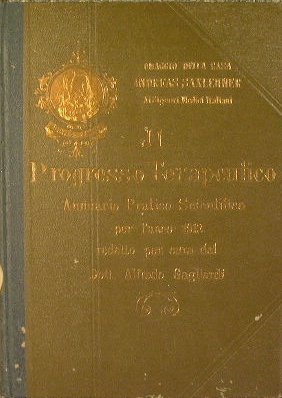 OMAGGIO DELLA CASA
ANDREAS SAXLEHNER
Ai Signori Medici Italiani
Il
Progresso Terapeutico
Annuario Pratico Scientifico
per l'anno
redatto per cura del
Dott. Alfredo Gagliardi